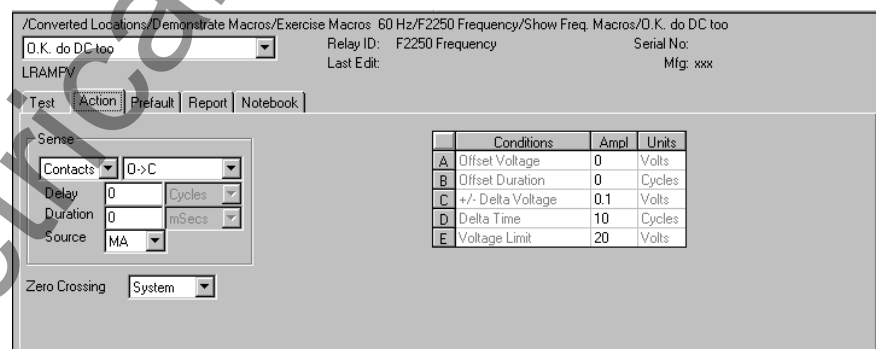 /Converted Locations/Demonstrate Macros/Exercise Macros 60 Hz/F2250 Frequency/Show Freq. Macros/O.K. do DC too
O.K. do DC too
Relay ID: F2250 Frequency Serial No:
Last Edit: Mfg: xxx
LRAMPV
Test Action Prefault Report Notebook
Sense
Contacts O->C
Delay 0 Cycles
Duration 0 mSecs
Source MA
Zero Crossing System
Conditions Ampl Units
A Offset Voltage 0 Volts
B Offset Duration 0 Cycles
C +/- Delta Voltage 0.1 Volts
D Delta Time 10 Cycles
E Voltage Limit 20 Volts